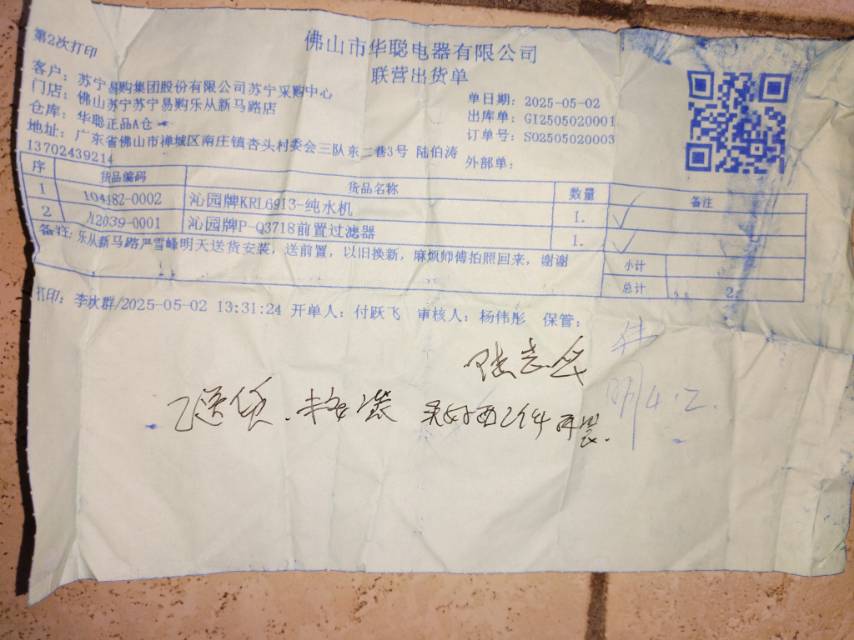 佛山市华聪电器有限公司
联营出货单
第2次打印
客户：苏宁易购集团股份有限公司苏宁采购中心
门店：佛山苏宁苏宁易购乐从新马路店
仓库：华聪正品A仓
地址：广东省佛山市禅城区南庄镇杏头村委会三队东二巷3号 陆伯涛
13702439214
单日期：2025-05-02
出库单：GI2505020001
订单号：SO2505020003
外部单：
序 货品编码 货品名称 数量 备注
1 104482-0002 沁园牌KRL6913-纯水机 1.
2 A2039-0001 沁园牌P-Q3718前置过滤器 1.
备注：乐从新马路严雪峰明天送货安装，送前置，以旧换新，麻烦师傅拍照回来，谢谢
小计
总计 2
打印：李冰群/2025-05-02 13:31:24 开单人：付跃飞 审核人：杨伟彤 保管：
已送货